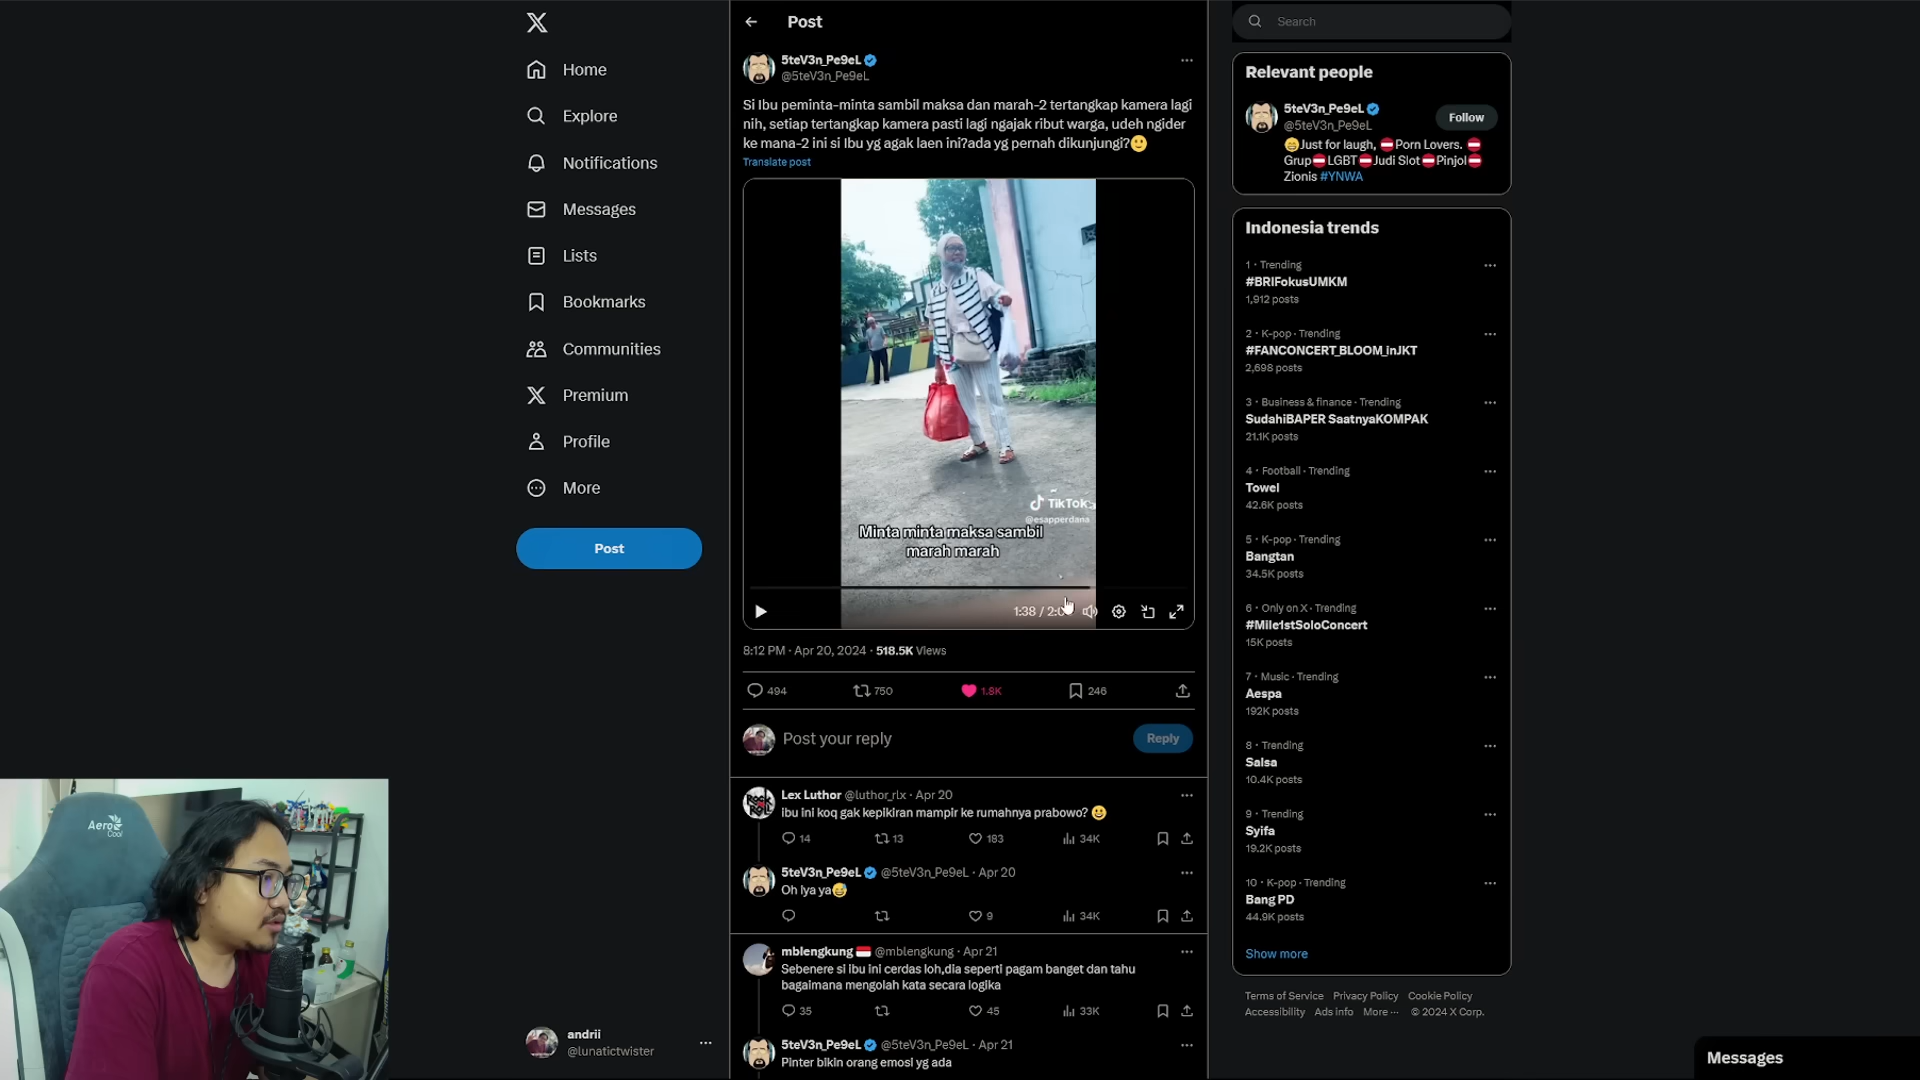 Home
Explore
Notifications
Messages
Lists
Bookmarks
Communities
Premium
Profile
More
Post
andrii
@lunatictwister
Post
5teV3n_Pe9eL
@5teV3n_Pe9eL
Si Ibu peminta-minta sambil maksa dan marah-2 tertangkap kamera lagi
nih, setiap tertangkap kamera pasti lagi ngajak ribut warga, udeh ngider
ke mana-2 ini si Ibu yg agak laen ini?ada yg pernah dikunjungi?🙂
Translate post
TikTok
@esapperdana
Minta minta maksa sambil
marah marah
1:38 / 2:0
8:12 PM · Apr 20, 2024 · 518.5K Views
494 750 1.8K 246
Post your reply
Reply
Lex Luthor @luthor_rlx · Apr 20
Ibu ini koq gak kepikiran mampir ke rumahnya prabowo? 😀
14 13 183 34K
5teV3n_Pe9eL @5teV3n_Pe9eL · Apr 20
Oh Iya ya😅
9 34K
mblengkung 🇮🇩 @mblengkung · Apr 21
Sebenere si ibu ini cerdas loh,dia seperti pagam banget dan tahu
bagaimana mengolah kata secara logika
35 45 33K
5teV3n_Pe9eL @5teV3n_Pe9eL · Apr 21
Pinter bikin orang emosi yg ada
Search
Relevant people
5teV3n_Pe9eL
@5teV3n_Pe9eL
Follow
😄Just for laugh, ⛔Porn Lovers. ⛔
Grup⛔LGBT⛔Judi Slot⛔Pinjol⛔
Zionis #YNWA
Indonesia trends
1 · Trending
#BRIFokusUMKM
1,912 posts
2 · K-pop · Trending
#FANCONCERT_BLOOM_inJKT
2,698 posts
3 · Business & finance · Trending
SudahiBAPER SaatnyaKOMPAK
21.1K posts
4 · Football · Trending
Towel
42.6K posts
5 · K-pop · Trending
Bangtan
34.5K posts
6 · Only on X · Trending
#Mile1stSoloConcert
15K posts
7 · Music · Trending
Aespa
192K posts
8 · Trending
Salsa
10.4K posts
9 · Trending
Syifa
19.2K posts
10 · K-pop · Trending
Bang PD
44.9K posts
Show more
Terms of Service Privacy Policy Cookie Policy
Accessibility Ads info More ··· © 2024 X Corp.
Messages
Aero
Cool